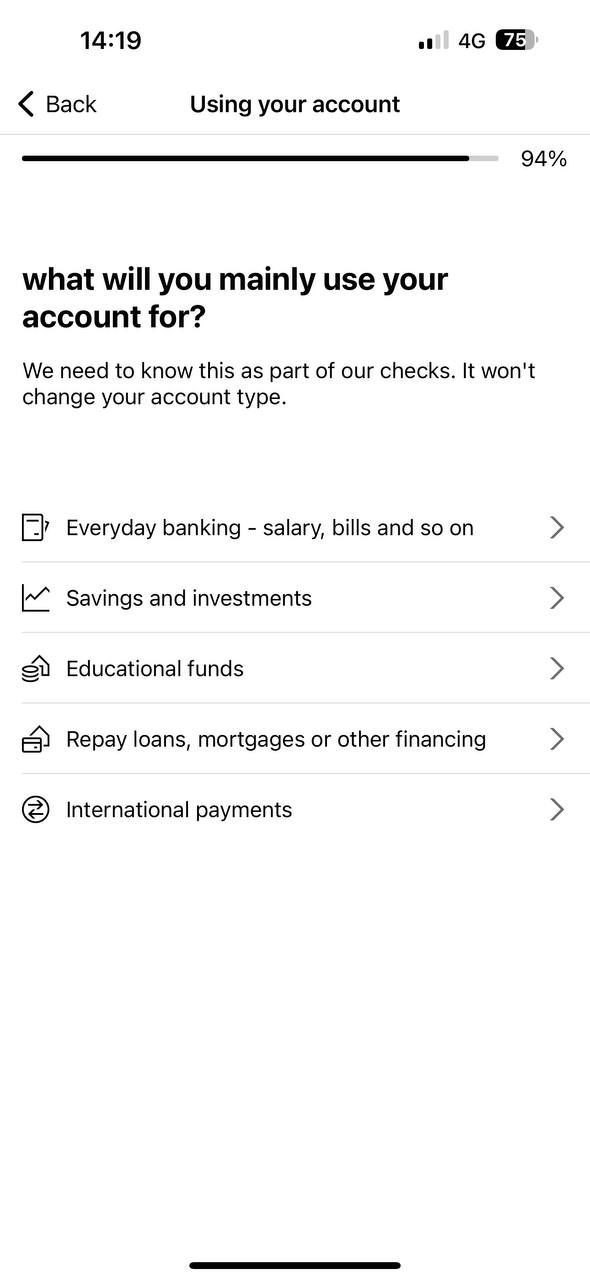 14:19
4G
75
Back
Using your account
94%
what will you mainly use your
account for?
We need to know this as part of our checks. It won't
change your account type.
Everyday banking - salary, bills and so on
Savings and investments
Educational funds
Repay loans, mortgages or other financing
International payments